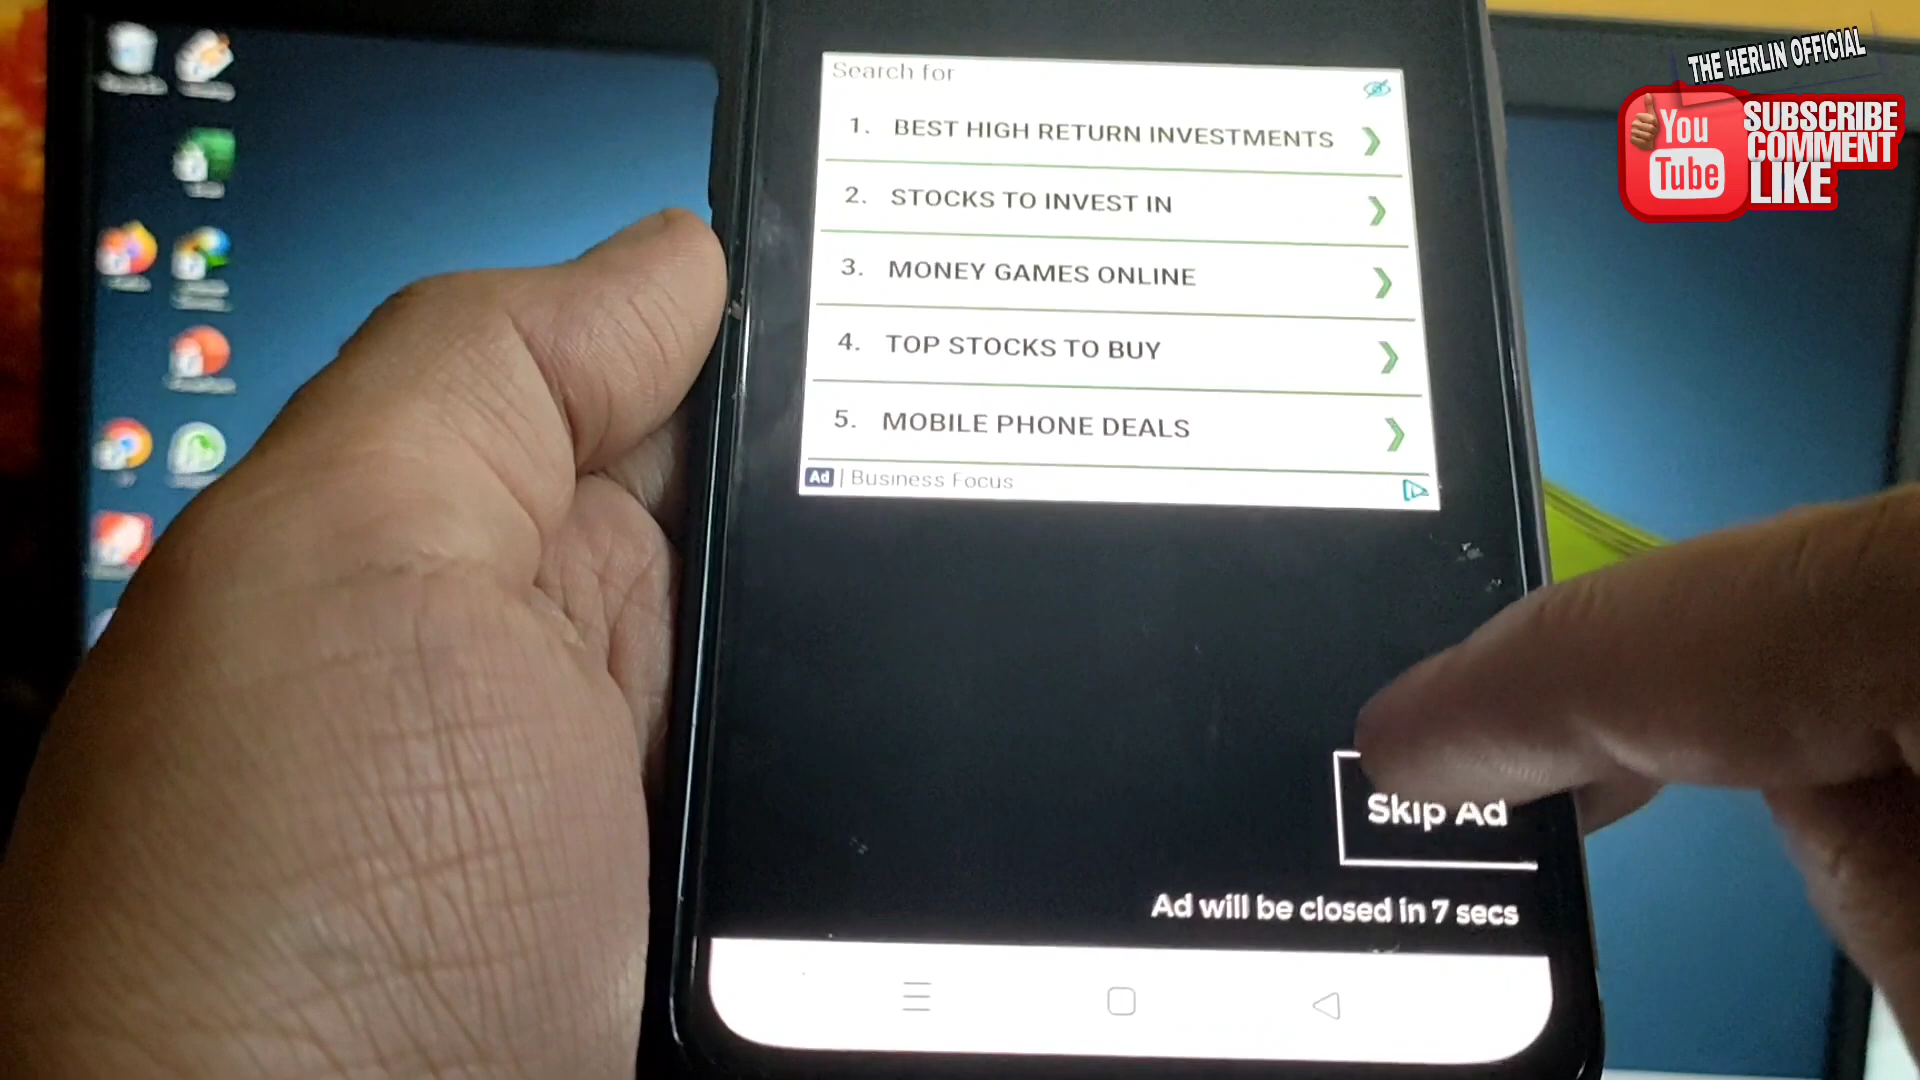 THE HERLIN OFFICIAL
You
Tube
SUBSCRIBE
COMMENT
LIKE
Search for
1. BEST HIGH RETURN INVESTMENTS
2. STOCKS TO INVEST IN
3. MONEY GAMES ONLINE
4. TOP STOCKS TO BUY
5. MOBILE PHONE DEALS
Ad | Business Focus
Skip Ad
Ad will be closed in 7 secs